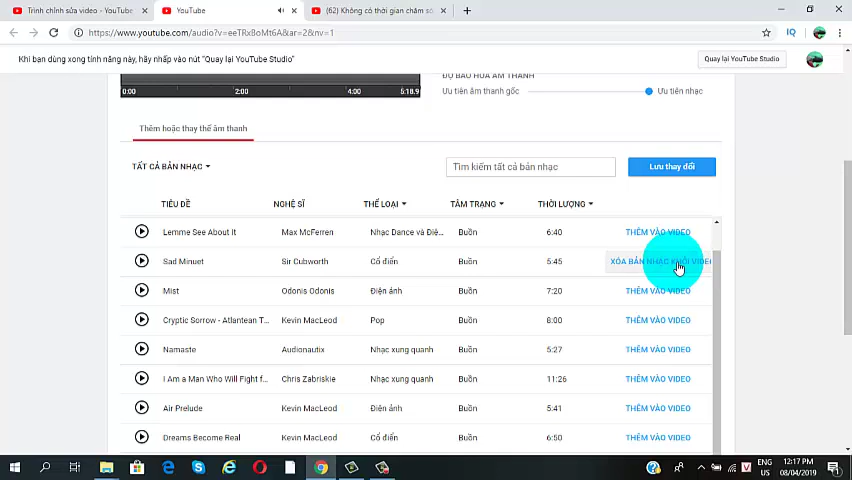 Trình chỉnh sửa video - YouTube
YouTube
(62) Không có thời gian chăm só
https://www.youtube.com/audio?v=eeTRxBoMt6A&ar=2&nv=1
IQ
Khi bạn dùng xong tính năng này, hãy nhấp vào nút "Quay lại YouTube Studio"
Quay lại YouTube Studio
ĐỘ BÃO HÒA ÂM THANH
0:00 2:00 4:00 5:18.9
Ưu tiên âm thanh gốc Ưu tiên nhạc
Thêm hoặc thay thế âm thanh
TẤT CẢ BẢN NHẠC Tìm kiếm tất cả bản nhạc Lưu thay đổi
TIÊU ĐỀ NGHỆ SĨ THỂ LOẠI TÂM TRẠNG THỜI LƯỢNG
Lemme See About It Max McFerren Nhạc Dance và Điệ... Buồn 6:40 THÊM VÀO VIDEO
Sad Minuet Sir Cubworth Cổ điển Buồn 5:45 XÓA BẢN NHẠC KHỎI VIDEO
Mist Odonis Odonis Điện ảnh Buồn 7:20 THÊM VÀO VIDEO
Cryptic Sorrow - Atlantean T... Kevin MacLeod Pop Buồn 8:00 THÊM VÀO VIDEO
Namaste Audionautix Nhạc xung quanh Buồn 5:27 THÊM VÀO VIDEO
I Am a Man Who Will Fight f... Chris Zabriskie Nhạc xung quanh Buồn 11:26 THÊM VÀO VIDEO
Air Prelude Kevin MacLeod Điện ảnh Buồn 5:41 THÊM VÀO VIDEO
Dreams Become Real Kevin MacLeod Cổ điển Buồn 6:50 THÊM VÀO VIDEO
ENG 12:17 PM
US 08/04/2019